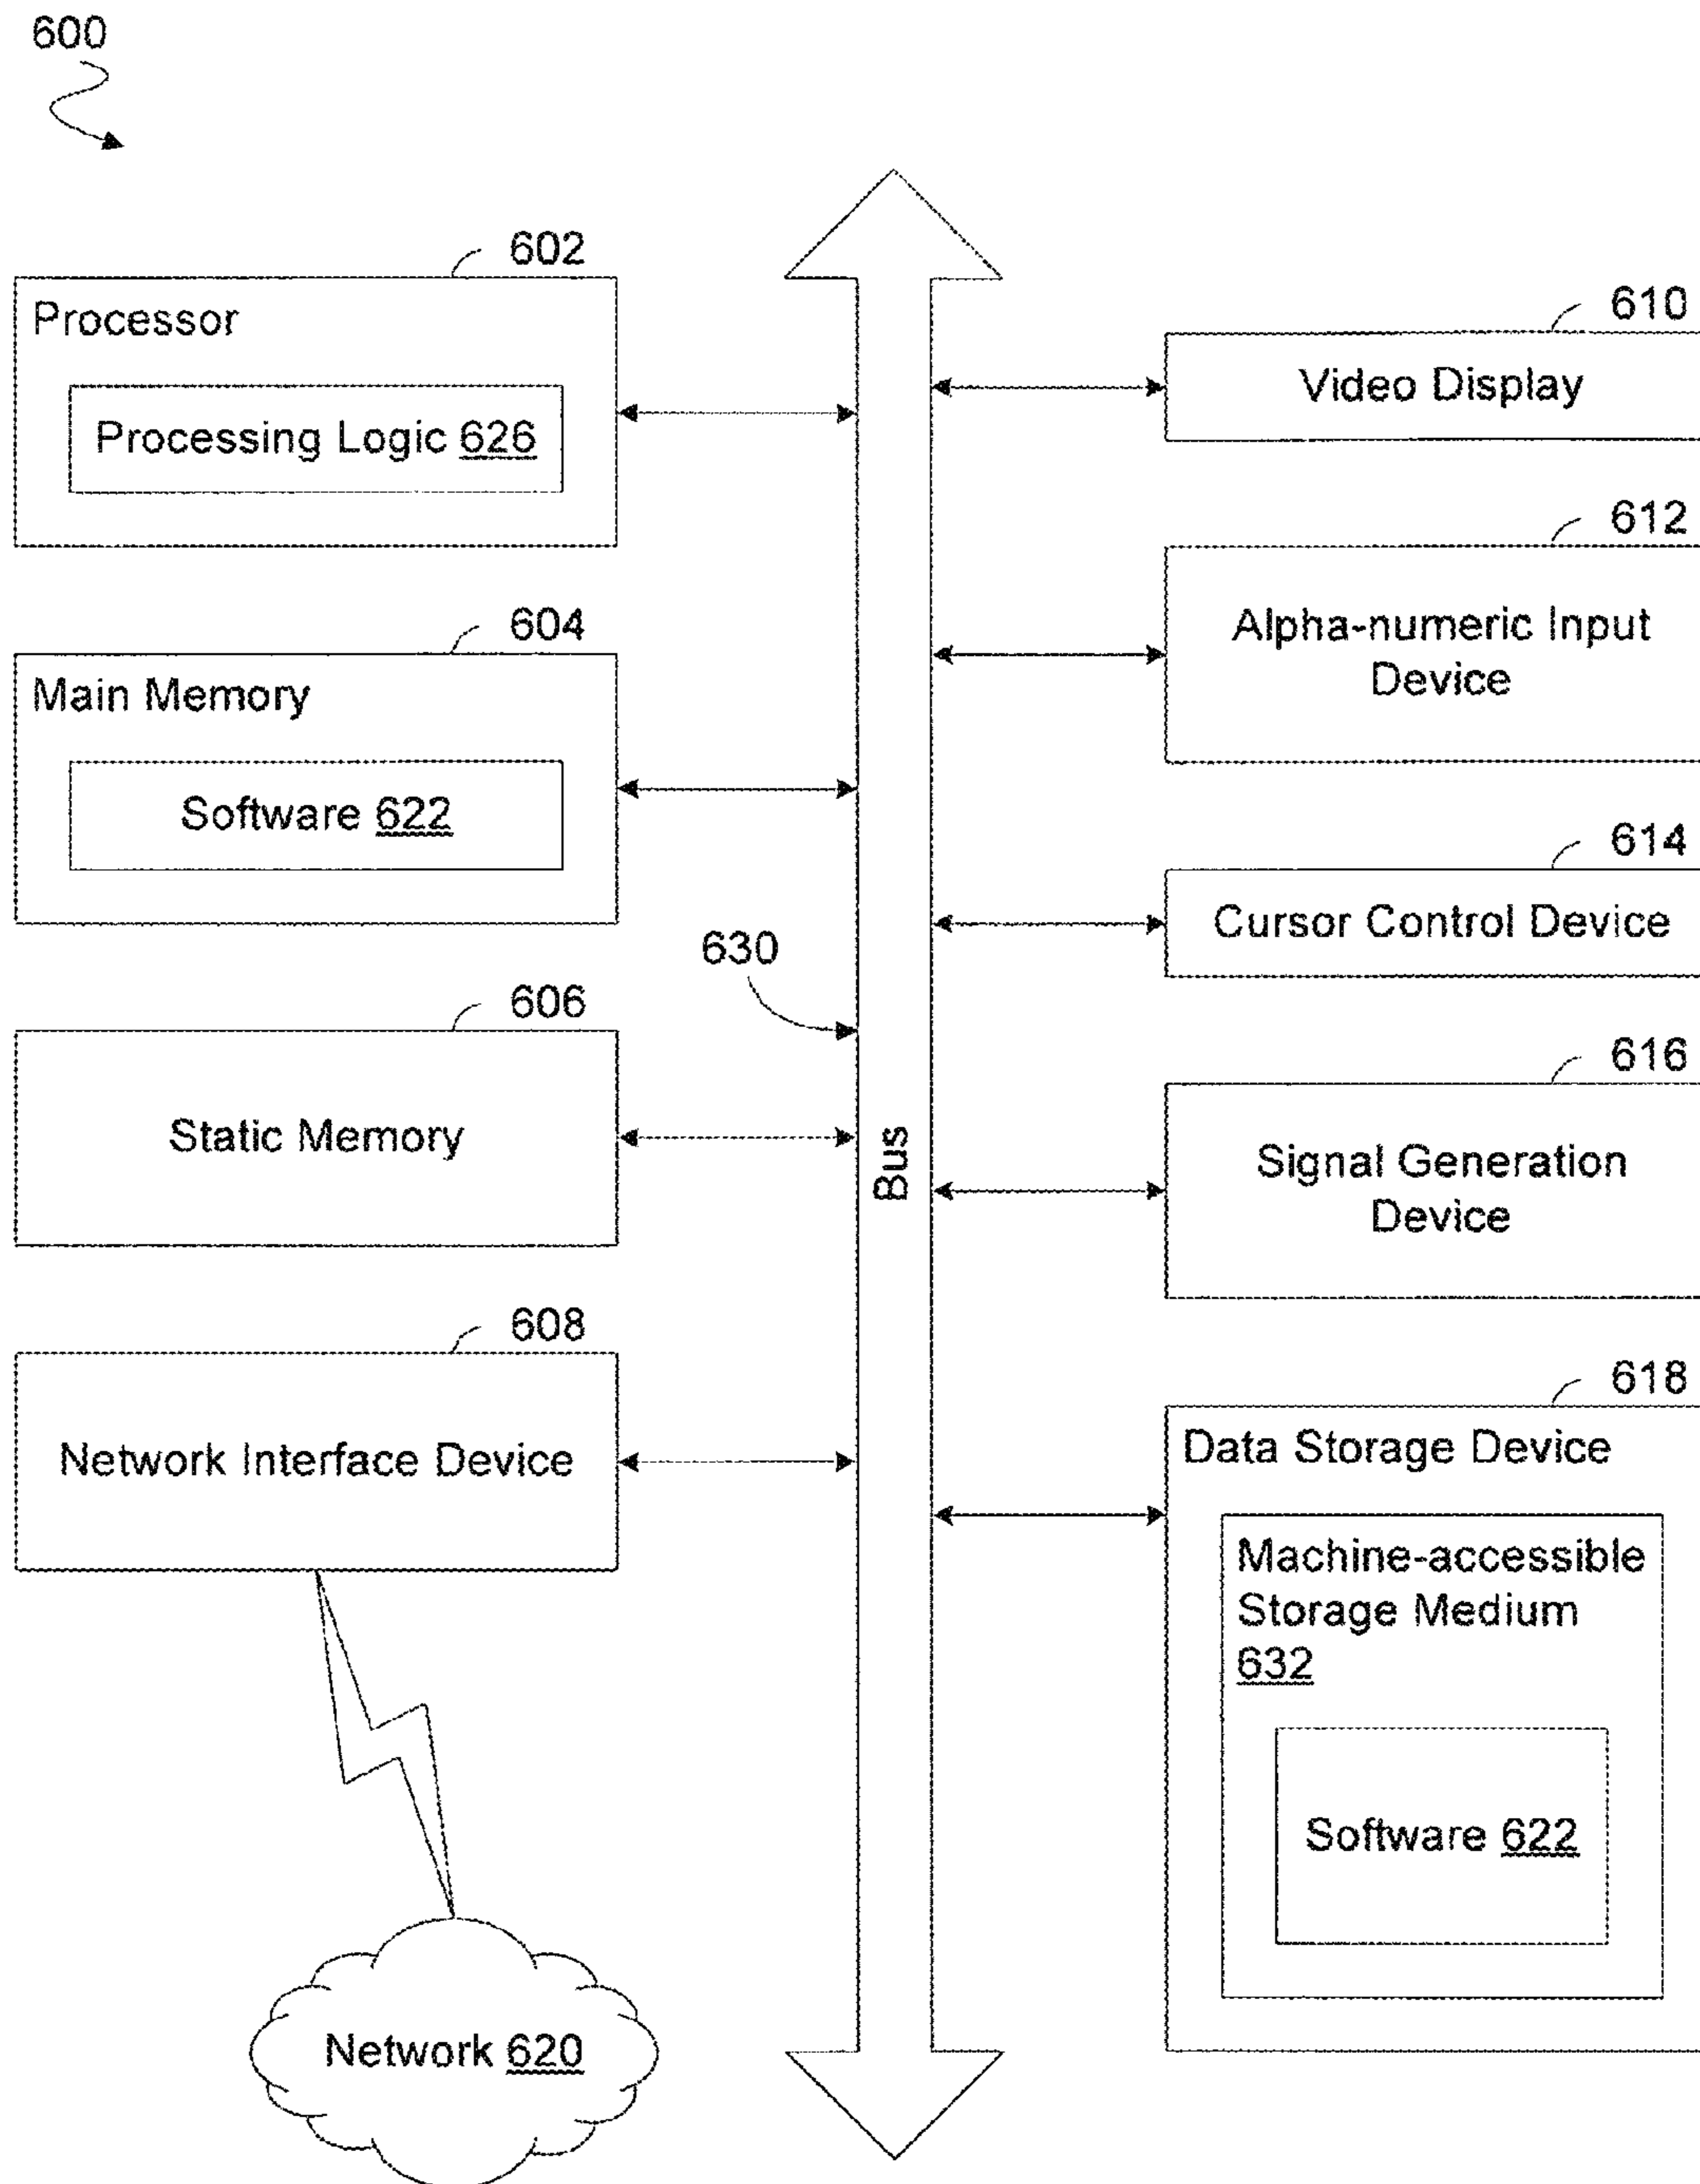 600
602
Processor
Processing Logic 626
604
Main Memory
Software 622
606
Static Memory
608
Network Interface Device
Network 620
630
Bus
610
Video Display
612
Alpha-numeric Input
Device
614
Cursor Control Device
616
Signal Generation
Device
618
Data Storage Device
Machine-accessible
Storage Medium
632
Software 622